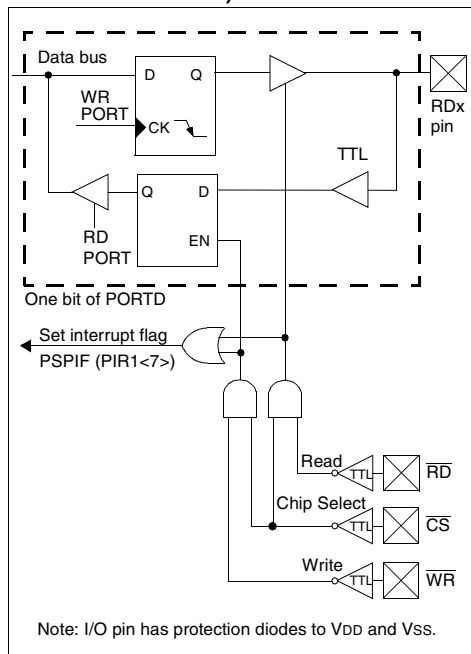 Data bus
D Q
WR
PORT
CK
RDx
pin
TTL
Q D
EN
RD
PORT
One bit of PORTD
Set interrupt flag
PSPIF (PIR1<7>)
Read
TTL
RD
Chip Select
TTL
CS
Write
TTL
WR
Note: I/O pin has protection diodes to VDD and VSS.